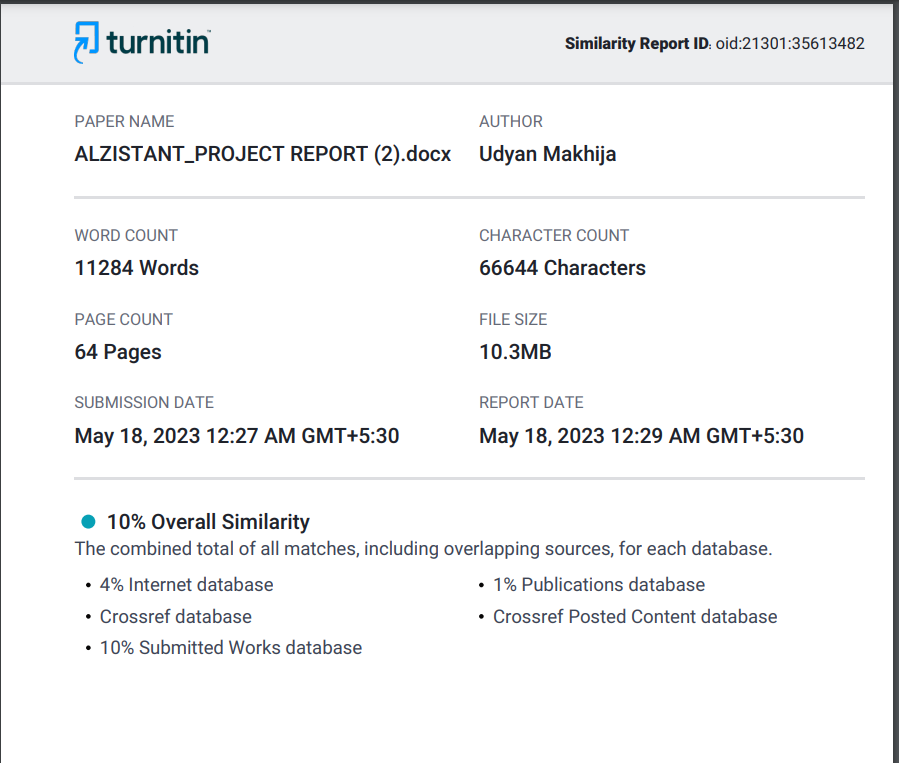 turnitin™
Similarity Report ID: oid:21301:35613482
PAPER NAME
ALZISTANT_PROJECT REPORT (2).docx
AUTHOR
Udyan Makhija
WORD COUNT
11284 Words
CHARACTER COUNT
66644 Characters
PAGE COUNT
64 Pages
FILE SIZE
10.3MB
SUBMISSION DATE
May 18, 2023 12:27 AM GMT+5:30
REPORT DATE
May 18, 2023 12:29 AM GMT+5:30
10% Overall Similarity
The combined total of all matches, including overlapping sources, for each database.
• 4% Internet database
• 1% Publications database
• Crossref database
• Crossref Posted Content database
• 10% Submitted Works database